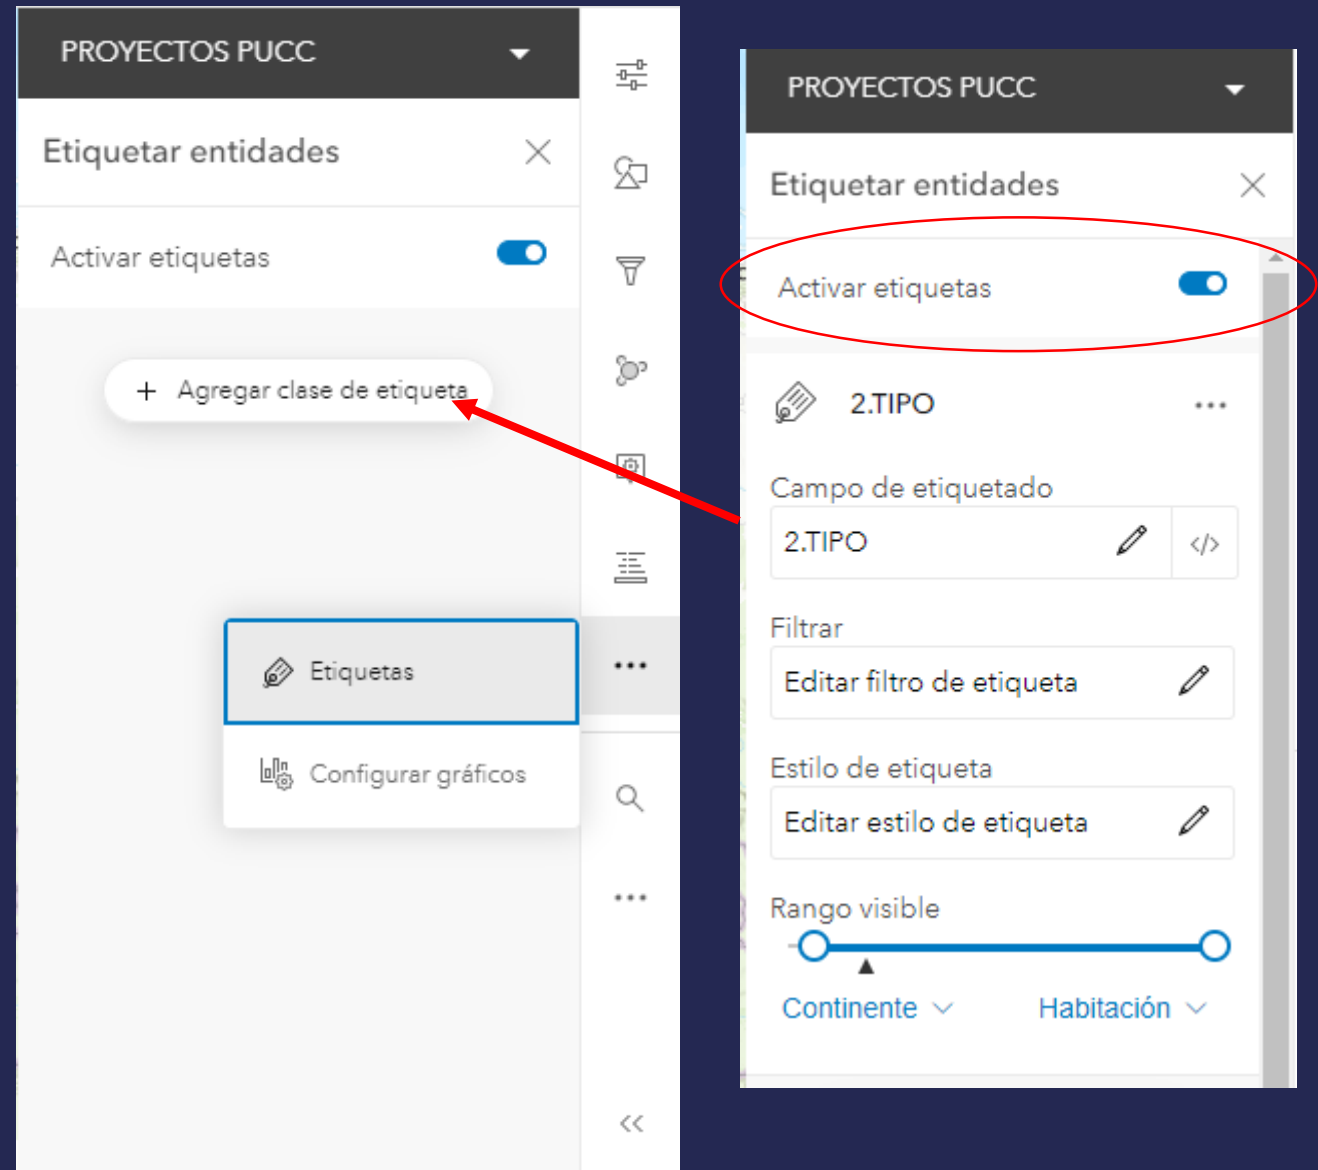 PROYECTOS PUCC
Etiquetar entidades
Activar etiquetas
+ Agregar clase de etiqueta
Etiquetas
Configurar gráficos
PROYECTOS PUCC
Etiquetar entidades
Activar etiquetas
2.TIPO
Campo de etiquetado
2.TIPO
</>
Filtrar
Editar filtro de etiqueta
Estilo de etiqueta
Editar estilo de etiqueta
Rango visible
Continente
Habitación